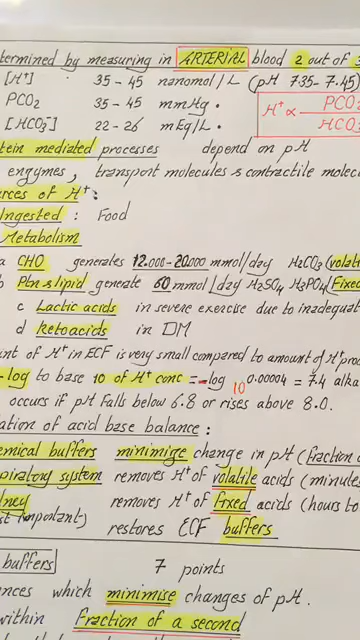 termined by measuring in ARTERIAL blood 2 out of
[H+] 35-45 nanomol/L (pH 7.35-7.45)
PCO2 35-45 mmHg.
[HCO3-] 22-26 mEq/L.
H+ ∝ PCO2 / HCO3
tein mediated processes depend on pH
enzymes, transport molecules & contractile molec
rces of H+:
Ingested: Food
Metabolism
a CHO generates 12.000-20.000 mmol/day H2CO3 (volati
b Ptn & lipid generate 60 mmol/day H2SO4 H3PO4 (Fixed
c Lactic acids in severe exercise due to inadequat
d ketoacids in DM
unt of H+ in ECF is very small compared to amount of H+ prod
-log to base 10 of H+ conc = -log 10 0.00004 = 7.4 alka
occurs if pH Falls below 6.8 or rises above 8.0.
ation of acid base balance:
emical buffers minimize change in pH (fraction o
piratory system removes H+ of volatile acids (minutes
dney removes H+ of fixed acids (hours to
st important) restores ECF buffers
buffers 7 points
nces which minimise changes of pH.
within fraction of a second